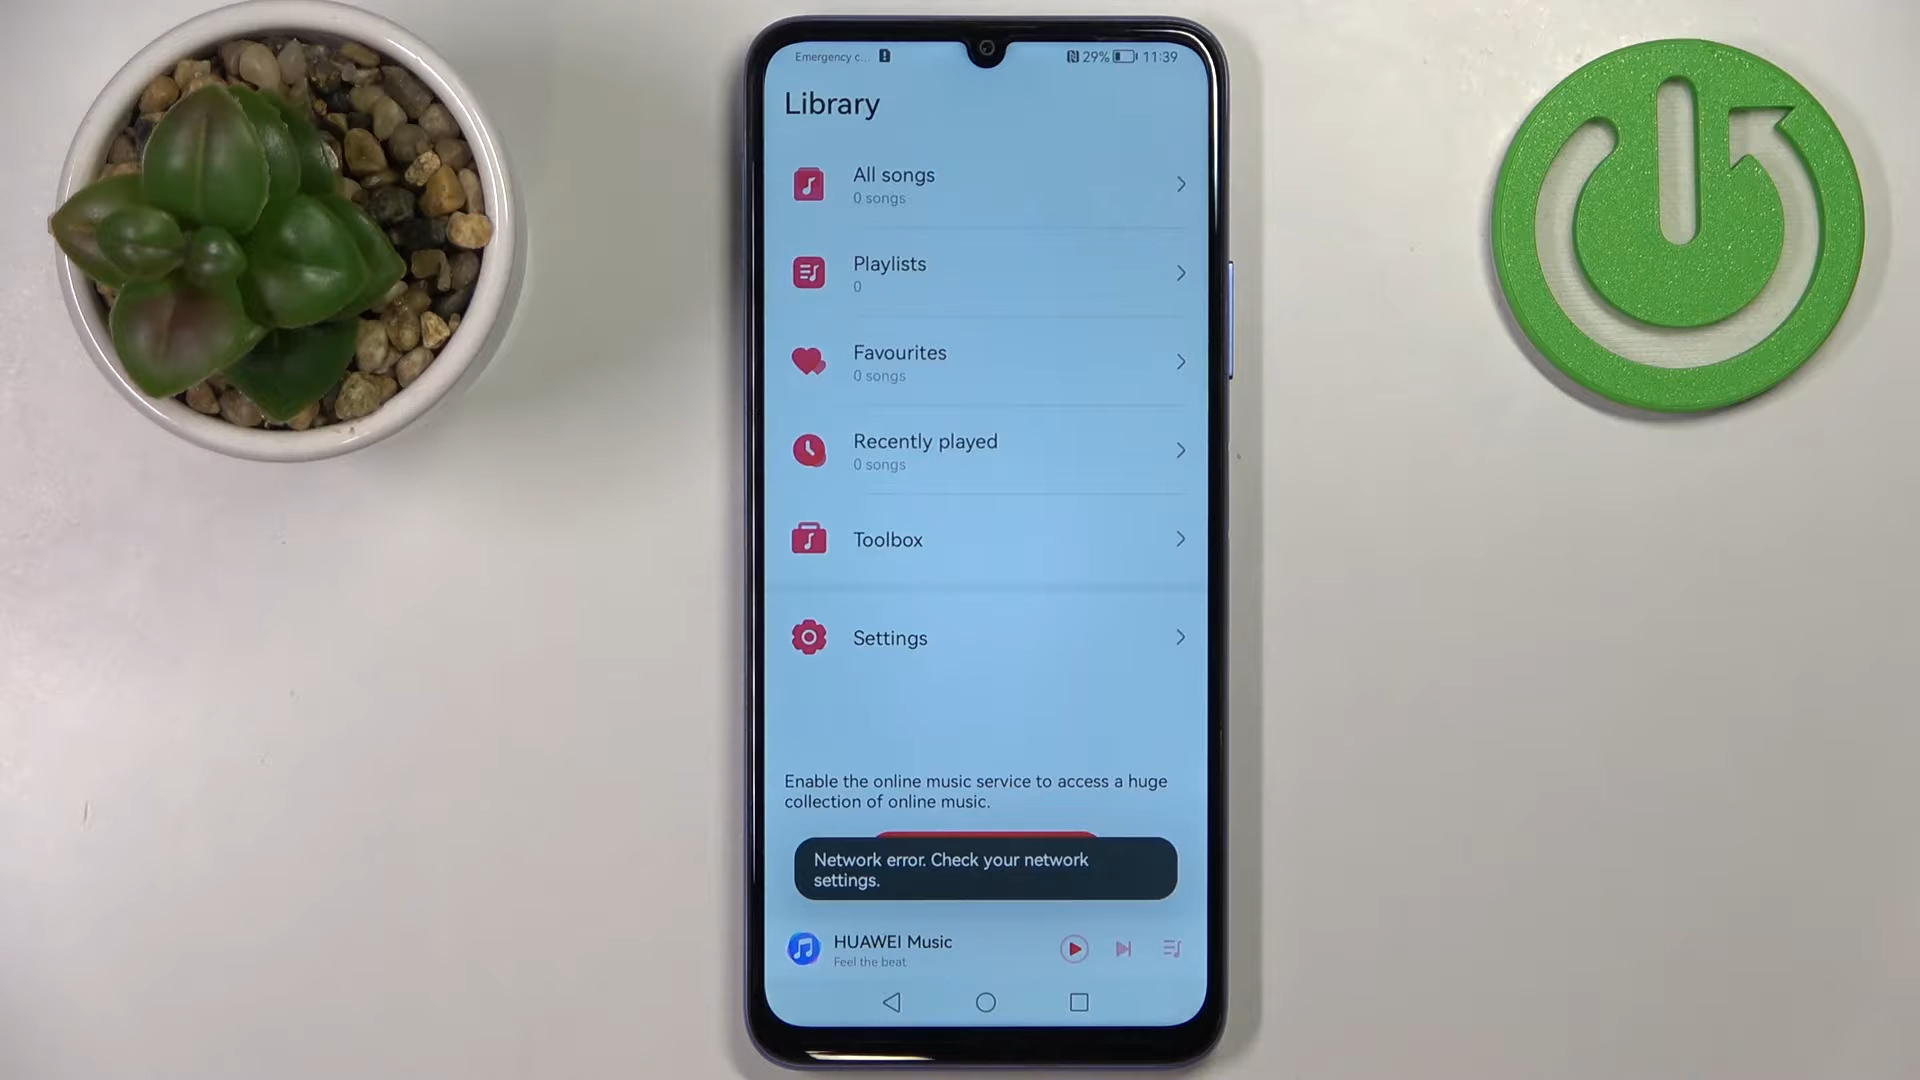 Emergency c... 29% 11:39
Library
All songs
0 songs
Playlists
0
Favourites
0 songs
Recently played
0 songs
Toolbox
Settings
Enable the online music service to access a huge
collection of online music.
Network error. Check your network
settings.
HUAWEI Music
Feel the beat